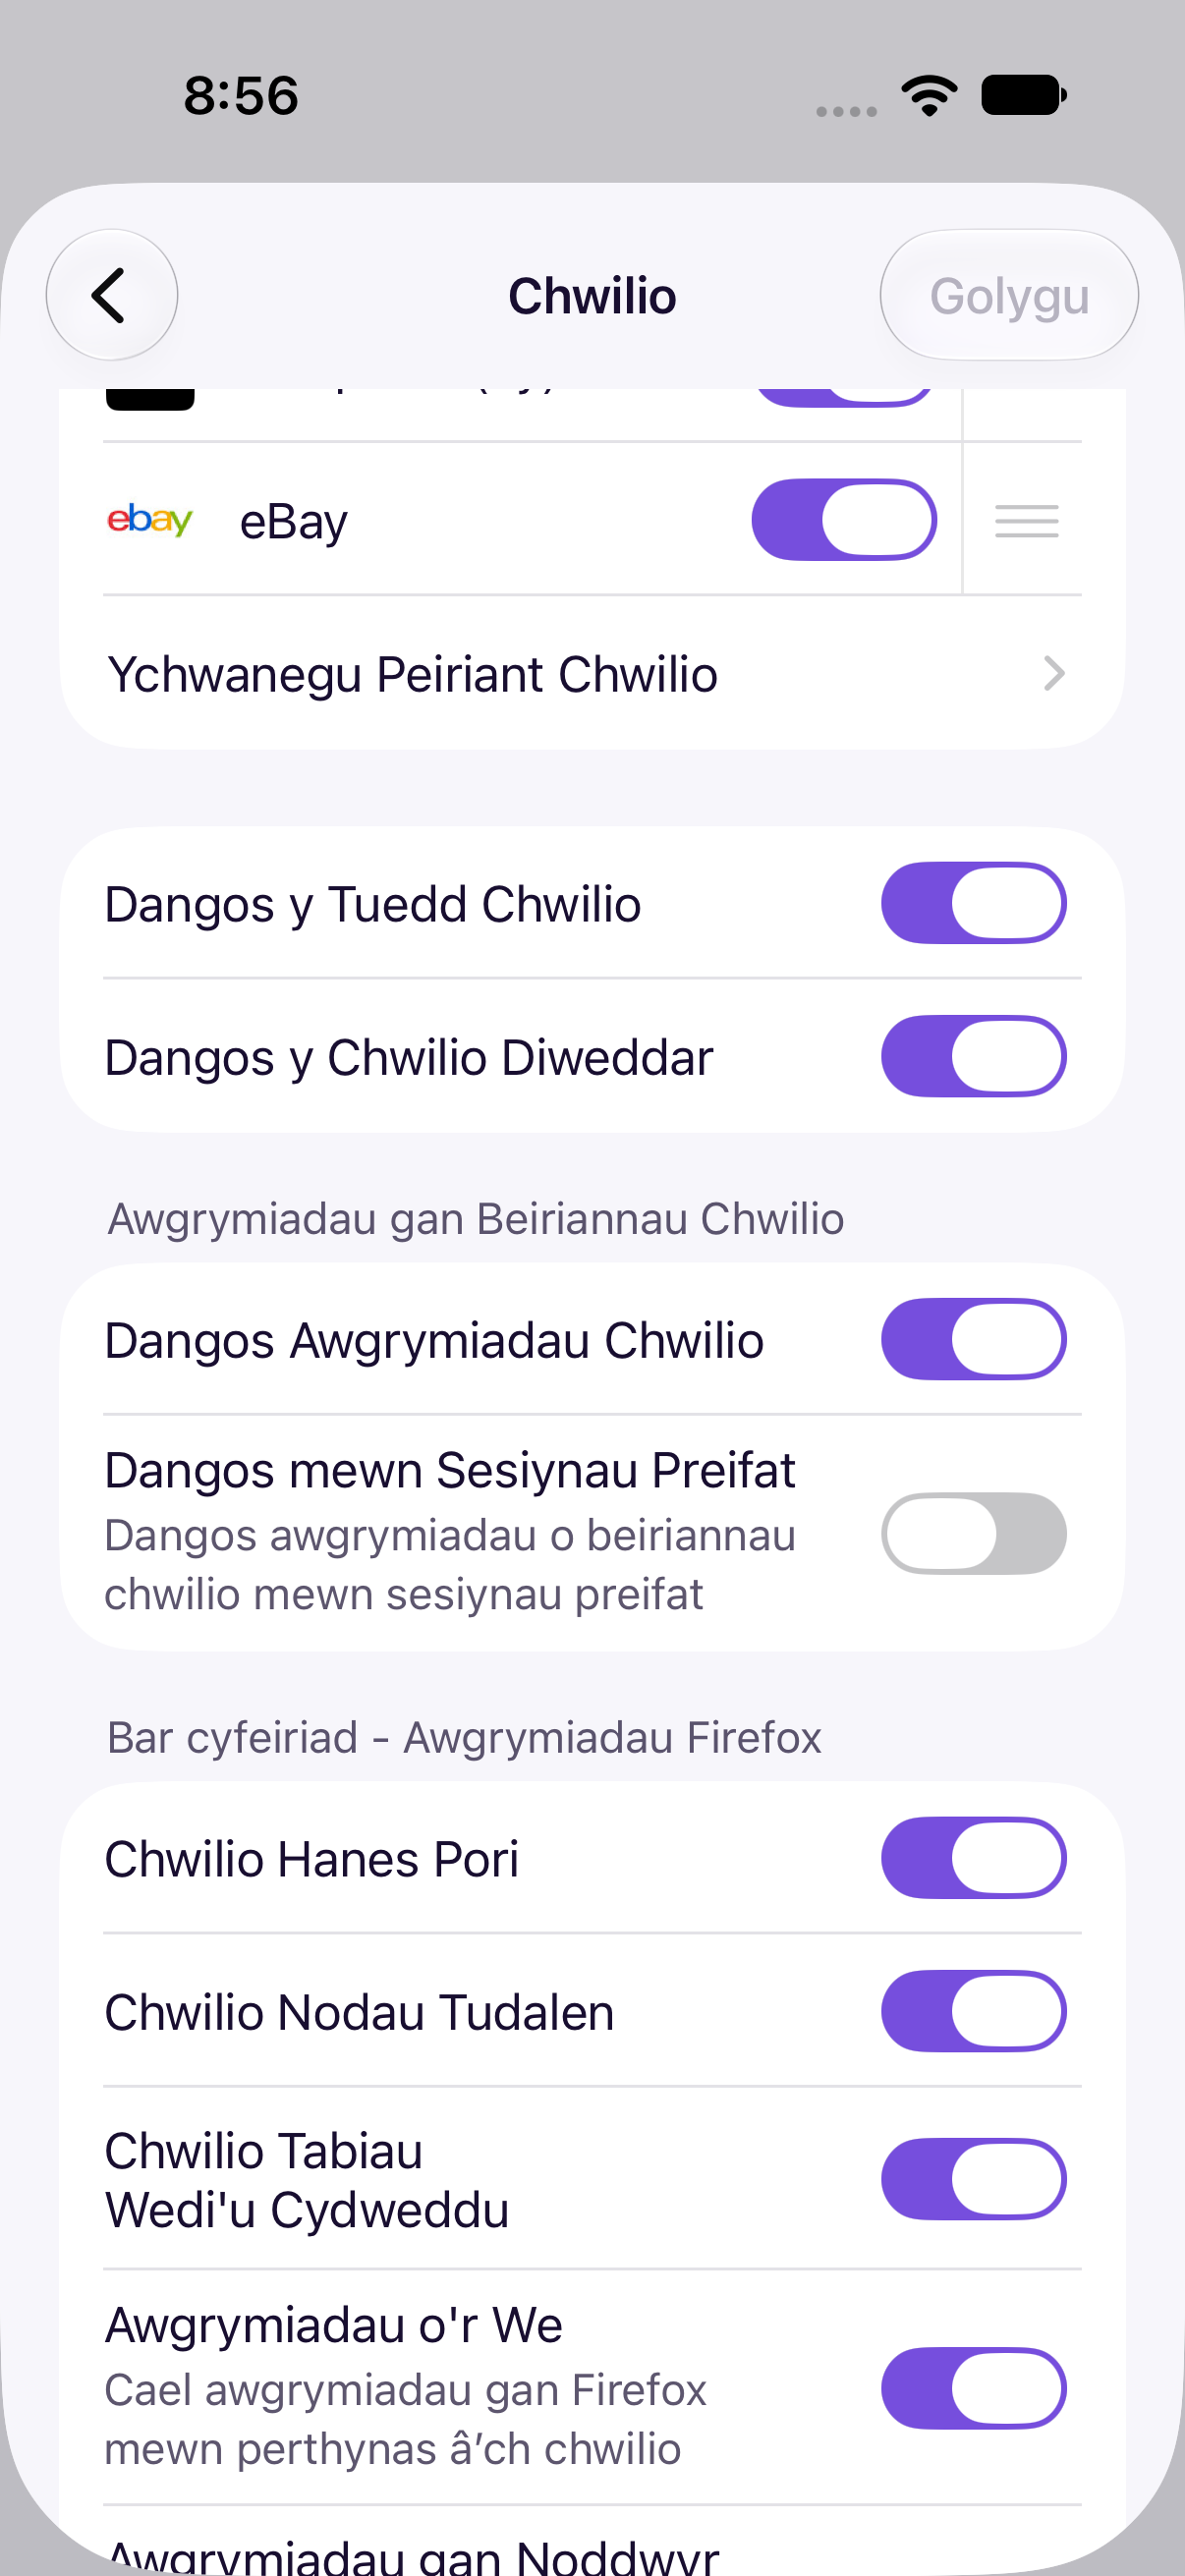 8:56
Chwilio
Golygu
ebay
eBay
Ychwanegu Peiriant Chwilio
Dangos y Tuedd Chwilio
Dangos y Chwilio Diweddar
Awgrymiadau gan Beiriannau Chwilio
Dangos Awgrymiadau Chwilio
Dangos mewn Sesiynau Preifat
Dangos awgrymiadau o beiriannau
chwilio mewn sesiynau preifat
Bar cyfeiriad - Awgrymiadau Firefox
Chwilio Hanes Pori
Chwilio Nodau Tudalen
Chwilio Tabiau
Wedi'u Cydweddu
Awgrymiadau o'r We
Cael awgrymiadau gan Firefox
mewn perthynas â’ch chwilio
Awgrymiadau gan Noddwyr